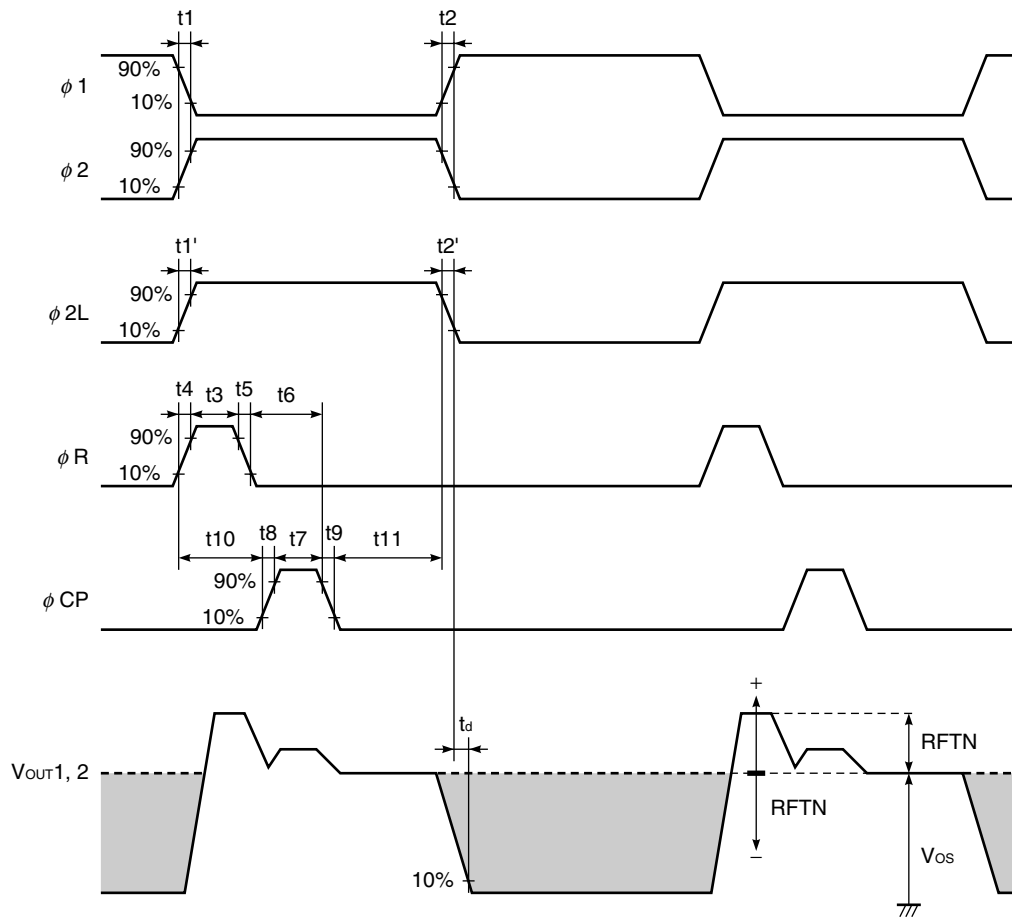 t1 t2
90%
φ1
10%
90%
φ2
10%
t1' t2'
90%
φ2L
10%
t4 t3 t5 t6
90%
φR
10%
t10 t8 t7 t9 t11
90%
φCP
10%
+
td
RFTN
VOUT1, 2
RFTN
VOS
−
10%